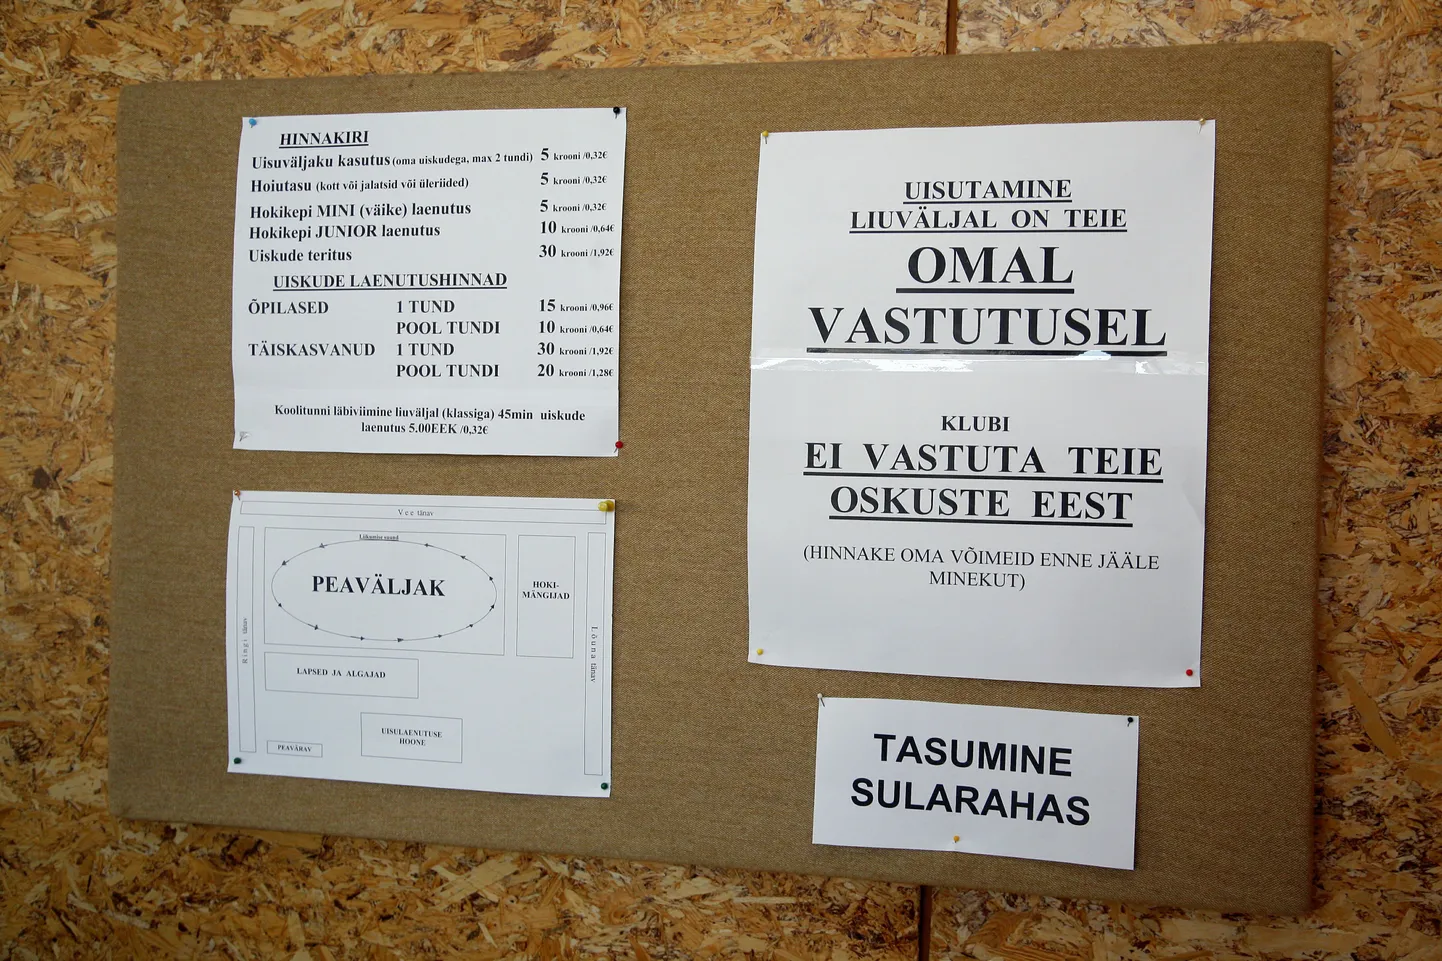 HINNAKIRI
Uisuväljaku kasutus (oma uiskudega, max 2 tundi) 5 krooni /0,32€
Hoiutasu (kott või jalatsid või üleriided) 5 krooni /0,32€
Hokikepi MINI (väike) laenutus 5 krooni /0,32€
Hokikepi JUNIOR laenutus 10 krooni /0,64€
Uiskude teritus 30 krooni /1,92€
UISKUDE LAENUTUSHINNAD
ÕPILASED 1 TUND 15 krooni /0,96€
POOL TUNDI 10 krooni /0,64€
TÄISKASVANUD 1 TUND 30 krooni /1,92€
POOL TUNDI 20 krooni /1,28€
Koolitunni läbiviimine liuväljal (klassiga) 45min uiskude
laenutus 5.00EEK /0,32€
Vee tänav
Liikumise suund
PEAVÄLJAK
HOKI-
MÄNGIJAD
Ringi tänav
Lõuna tänav
LAPSED JA ALGAJAD
UISULAENUTUSE
HOONE
PEAVÄRAV
UISUTAMINE
LIUVÄLJAL ON TEIE
OMAL
VASTUTUSEL
KLUBI
EI VASTUTA TEIE
OSKUSTE EEST
(HINNAKE OMA VÕIMEID ENNE JÄÄLE
MINEKUT)
TASUMINE
SULARAHAS